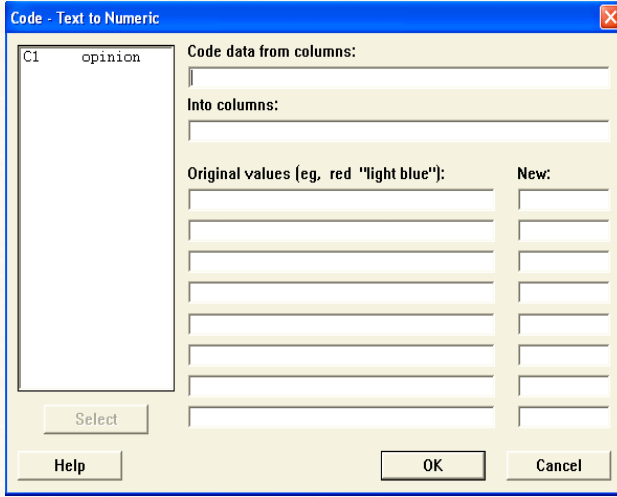 Code - Text to Numeric
C1 opinion
Code data from columns:
Into columns:
Original values (eg, red "light blue"): New:
Select
Help OK Cancel